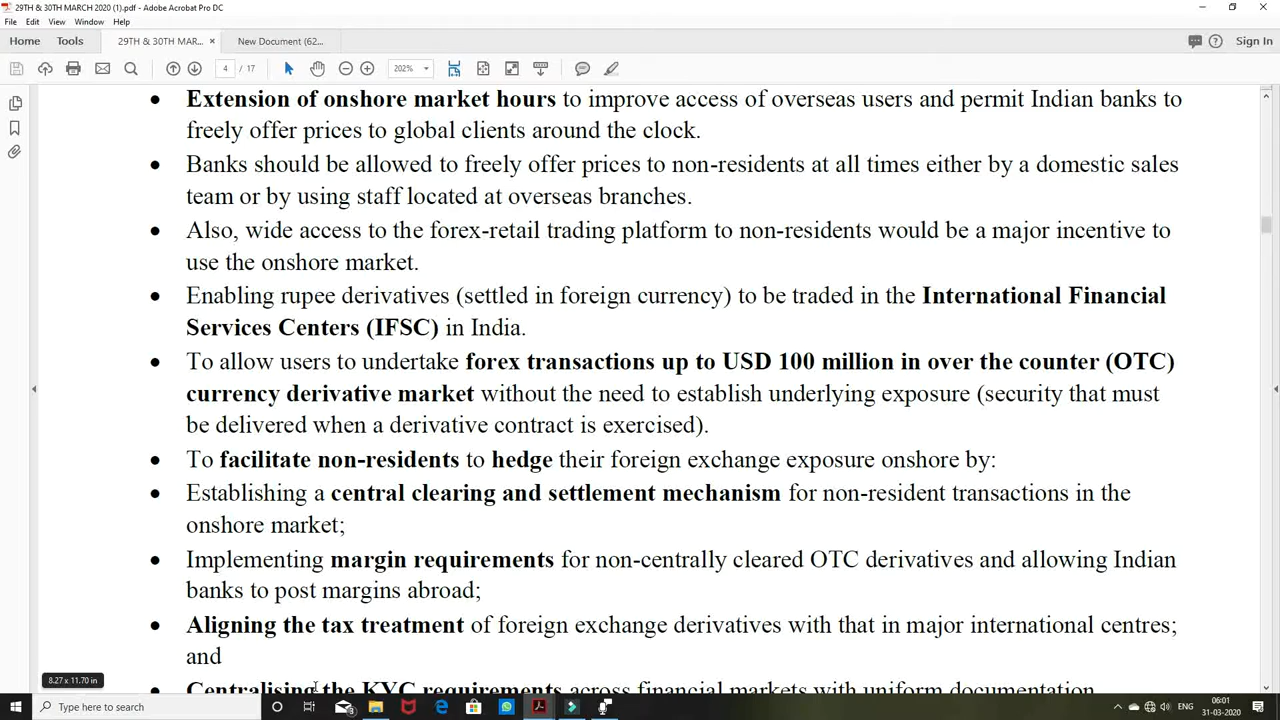 29TH & 30TH MARCH 2020 (1).pdf - Adobe Acrobat Pro DC
File Edit View Window Help
Home Tools 29TH & 30TH MAR... × New Document (62... Sign In
4 / 17 202%
• Extension of onshore market hours to improve access of overseas users and permit Indian banks to
freely offer prices to global clients around the clock.
• Banks should be allowed to freely offer prices to non-residents at all times either by a domestic sales
team or by using staff located at overseas branches.
• Also, wide access to the forex-retail trading platform to non-residents would be a major incentive to
use the onshore market.
• Enabling rupee derivatives (settled in foreign currency) to be traded in the International Financial
Services Centers (IFSC) in India.
• To allow users to undertake forex transactions up to USD 100 million in over the counter (OTC)
currency derivative market without the need to establish underlying exposure (security that must
be delivered when a derivative contract is exercised).
• To facilitate non-residents to hedge their foreign exchange exposure onshore by:
• Establishing a central clearing and settlement mechanism for non-resident transactions in the
onshore market;
• Implementing margin requirements for non-centrally cleared OTC derivatives and allowing Indian
banks to post margins abroad;
• Aligning the tax treatment of foreign exchange derivatives with that in major international centres;
and
• Centralising the KYC requirements across financial markets with uniform documentation
8.27 x 11.70 in
Type here to search
ENG
06:01
31-03-2020